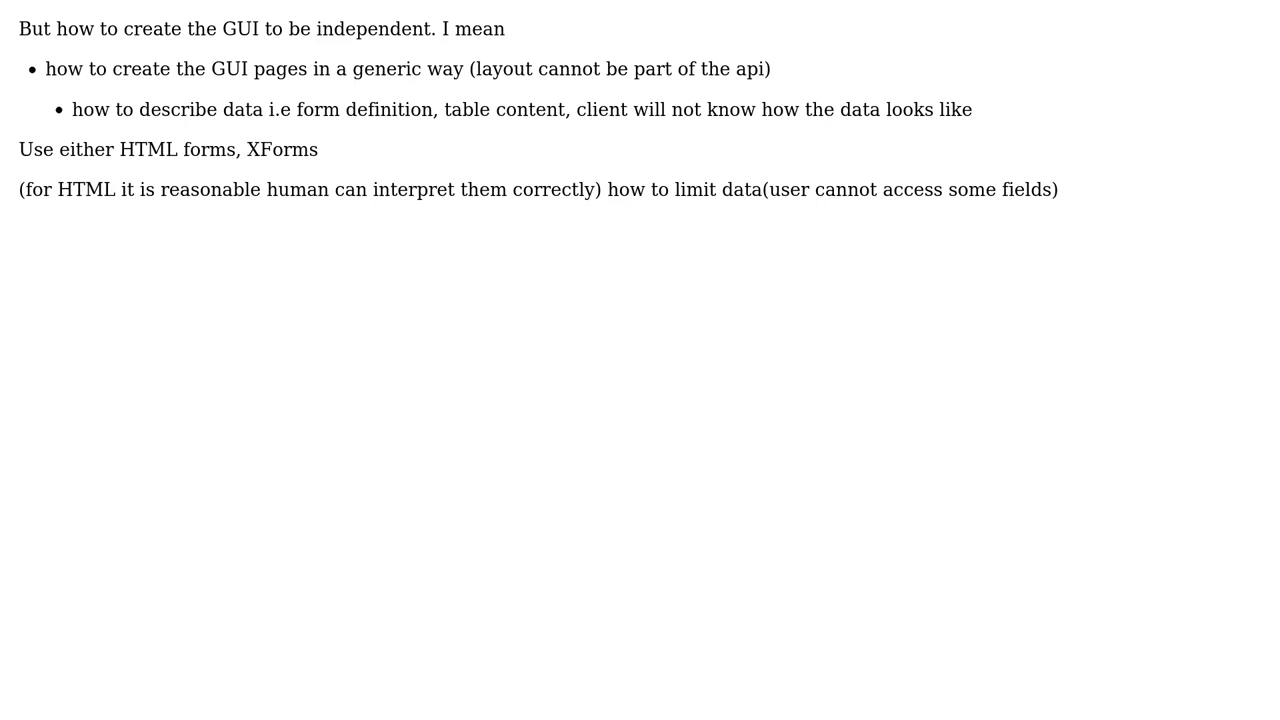 But how to create the GUI to be independent. I mean
• how to create the GUI pages in a generic way (layout cannot be part of the api)
• how to describe data i.e form definition, table content, client will not know how the data looks like
Use either HTML forms, XForms
(for HTML it is reasonable human can interpret them correctly) how to limit data(user cannot access some fields)